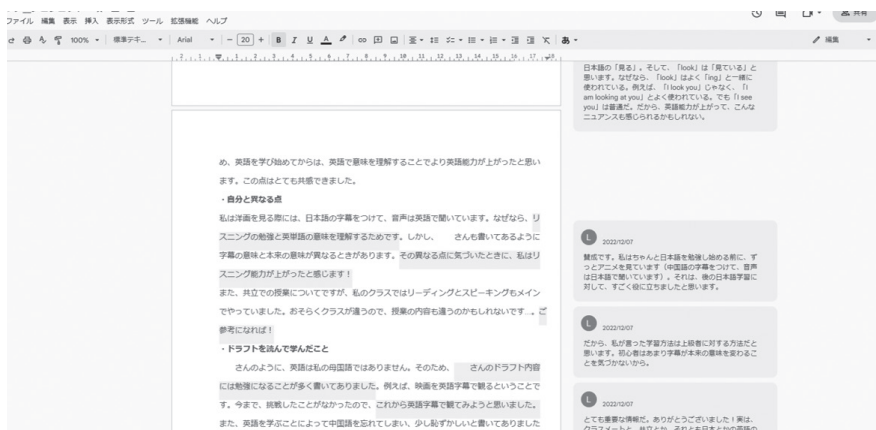 ファイル 編集 表示 挿入 表示形式 ツール 拡張機能 ヘルプ
共有
100% 標準テキ... Arial 20 B I U A あ 編集
日本語の「見る」。そして、「look」は「見ている」と
思います。なぜなら、「look」はよく「ing」と一緒に
使われている。例えば、「I look you」じゃなく、「I
am looking at you」とよく使われている。でも「I see
you」は普通だ。だから、英語能力が上がって、こんな
ニュアンスも感じられるかもしれない。
め、英語を学び始めてからは、英語で意味を理解することでより英語能力が上がったと思い
ます。この点はとても共感できました。
・自分と異なる点
私は洋画を見る際には、日本語の字幕をつけて、音声は英語で聞いています。なぜなら、リ
スニングの勉強と英単語の意味を理解するためです。しかし、 さんも書いてあるように
字幕の意味と本来の意味が異なるときがあります。その異なる点に気づいたときに、私はリ
スニング能力が上がったと感じます！
また、共立での授業についてですが、私のクラスではリーディングとスピーキングもメイン
でやっていました。おそらくクラスが違うので、授業の内容も違うのかもしれないです...。ご
参考になれば！
・ドラフトを読んで学んだこと
さんのように、英語は私の母国語ではありません。そのため、 さんのドラフト内容
には勉強になることが多く書いてありました。例えば、映画を英語字幕で観るということで
す。今まで、挑戦したことがなかったので、これから英語字幕で観てみようと思いました。
また、英語を学ぶことによって中国語を忘れてしまい、少し恥ずかしいと書いてありました
L 2022/12/07
賛成です。私はちゃんと日本語を勉強し始める前に、ず
っとアニメを見ています（中国語の字幕をつけて、音声
は日本語で聞いています）。それは、後の日本語学習に
対して、すごく役に立ちましたと思います。
L 2022/12/07
だから、私が言った学習方法は上級者に対する方法だと
思います。初心者はあまり字幕が本来の意味を変わるこ
とを気づかないから。
L 2022/12/07
とても重要な情報だ。ありがとうございました！実は、